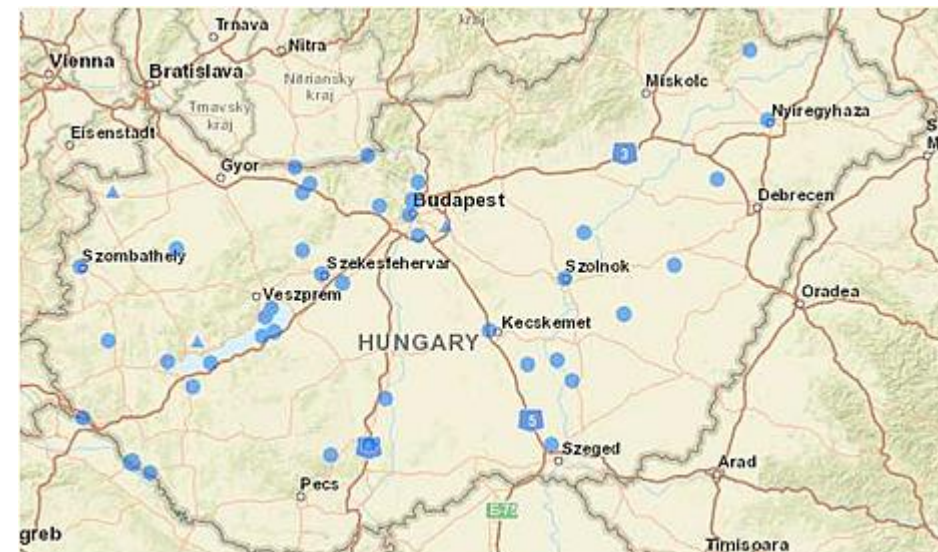 Trnava
kraj
Nitra
Vienna
Bratislava
Nitriansky
kraj
Miskolc
Trnavsky
kraj
Nyiregyhaza
Eisenstadt
Gyor
3
Debrecen
Budapest
Szombathely
Szekesfehervar
Szolnok
Veszprem
Oradea
Kecskemet
HUNGARY
5
Szeged
Arad
Pecs
greb
Timisoara